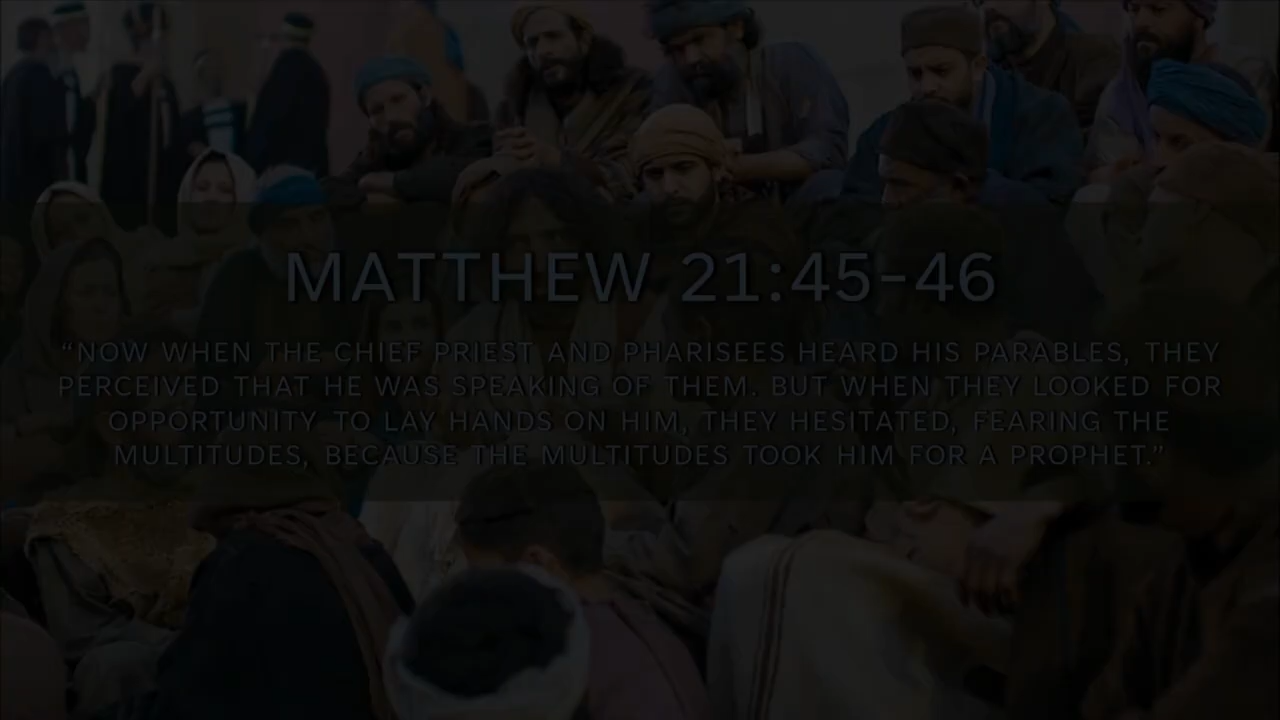 MATTHEW 21:45-46
“NOW WHEN THE CHIEF PRIEST AND PHARISEES HEARD HIS PARABLES, THEY
PERCEIVED THAT HE WAS SPEAKING OF THEM. BUT WHEN THEY LOOKED FOR
OPPORTUNITY TO LAY HANDS ON HIM, THEY HESITATED, FEARING THE
MULTITUDES, BECAUSE THE MULTITUDES TOOK HIM FOR A PROPHET.”